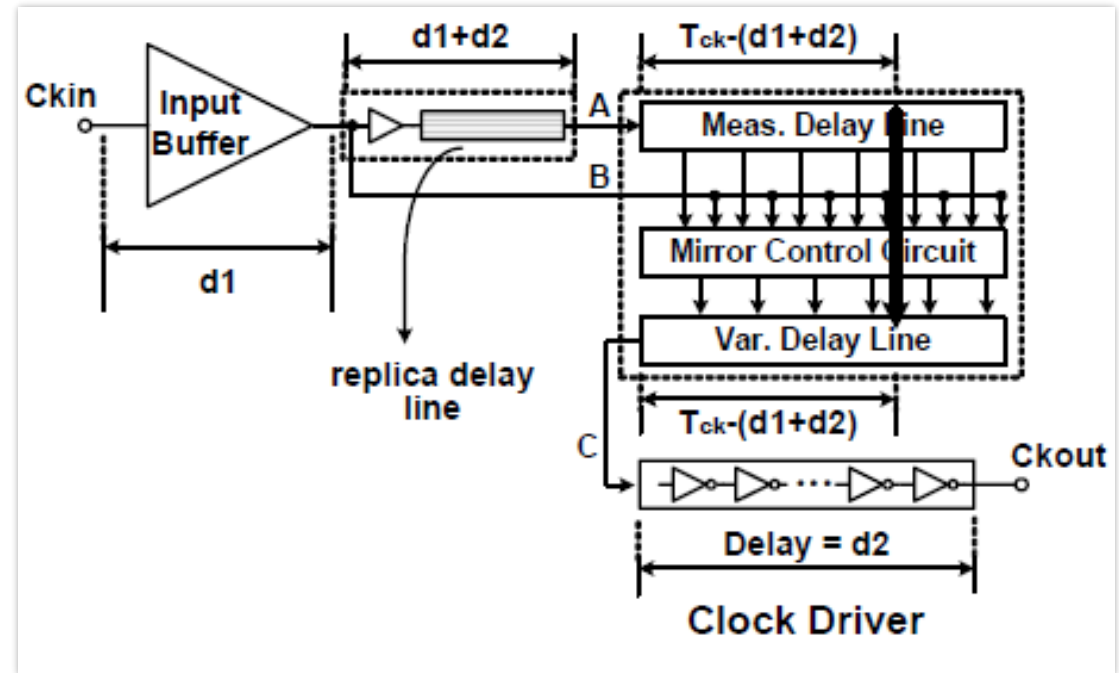 d1+d2
Tck-(d1+d2)
Ckin
Input
Buffer
A
Meas. Delay Line
B
Mirror Control Circuit
d1
Var. Delay Line
replica delay
line
Tck-(d1+d2)
C
Ckout
Delay = d2
Clock Driver